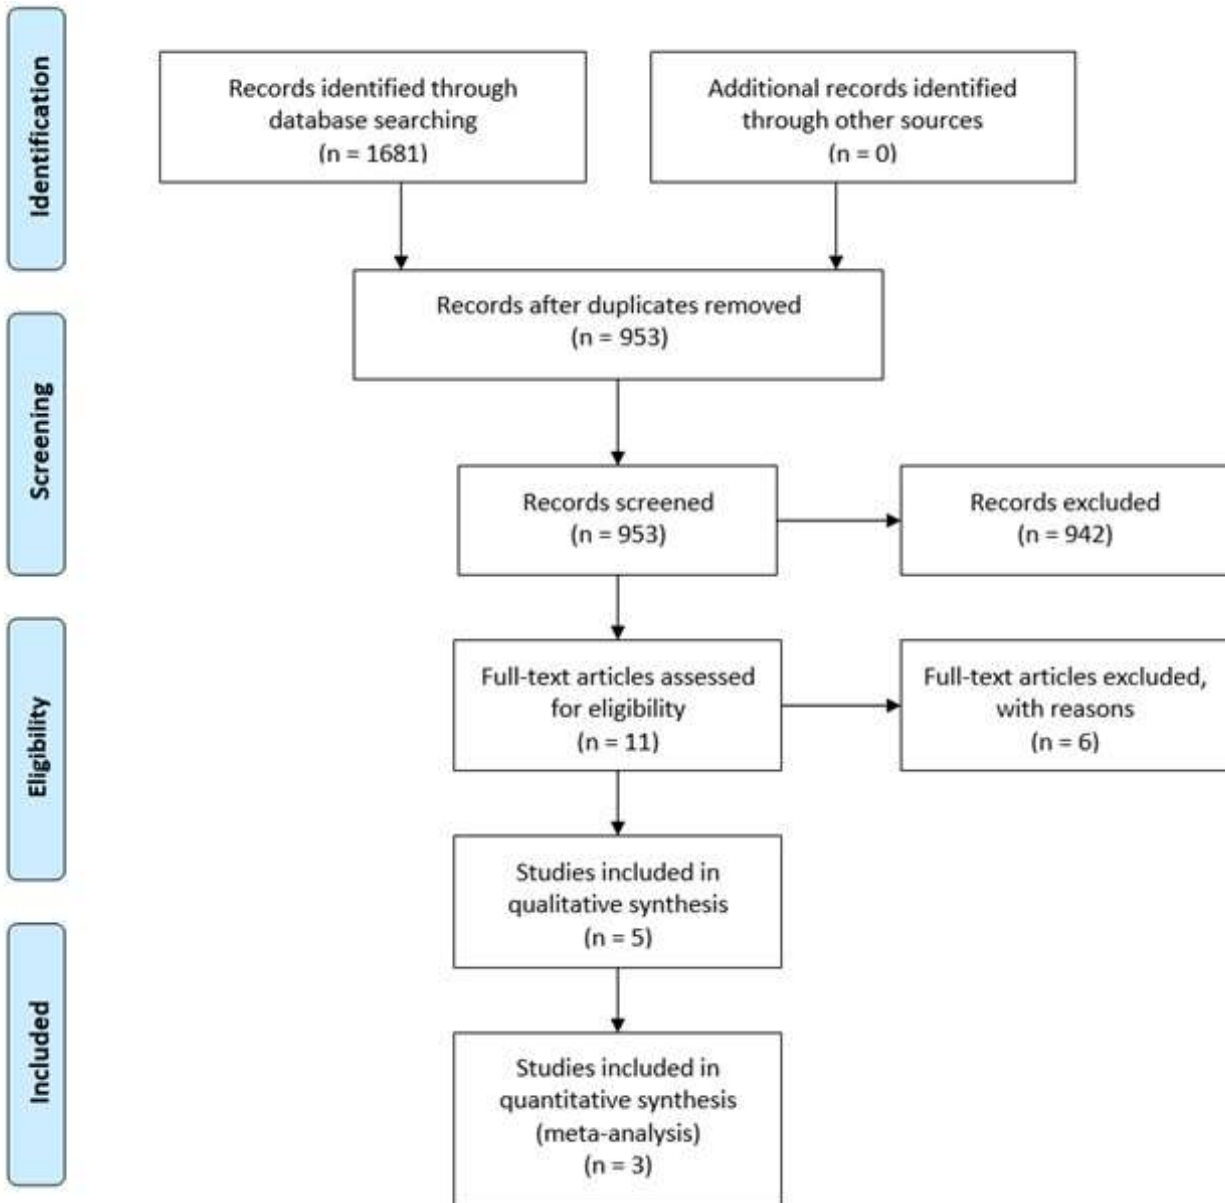 Identification
Records identified through
database searching
(n = 1681)
Additional records identified
through other sources
(n = 0)
Records after duplicates removed
(n = 953)
Screening
Records screened
(n = 953)
Records excluded
(n = 942)
Eligibility
Full-text articles assessed
for eligibility
(n = 11)
Full-text articles excluded,
with reasons
(n = 6)
Studies included in
qualitative synthesis
(n = 5)
Included
Studies included in
quantitative synthesis
(meta-analysis)
(n = 3)